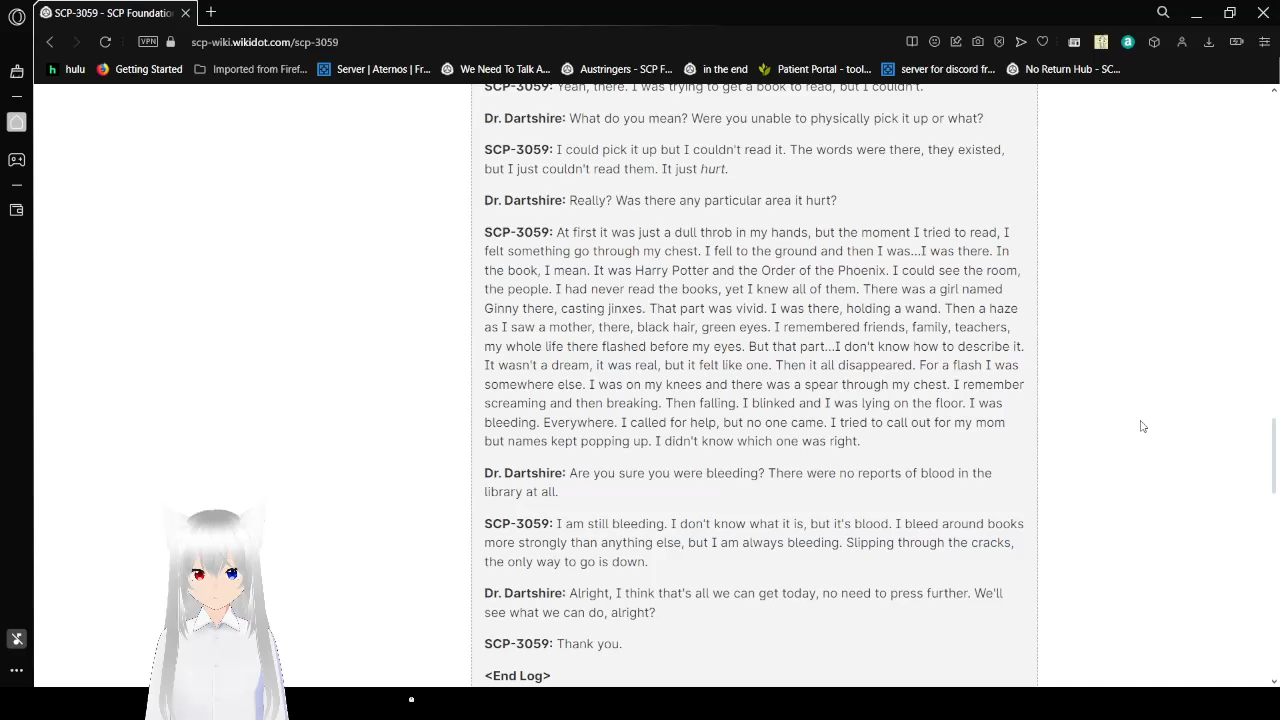 SCP-3059 - SCP Foundatio
VPN
scp-wiki.wikidot.com/scp-3059
hulu
Getting Started
Imported from Firef...
Server | Aternos | Fr...
We Need To Talk A...
Austringers - SCP F...
in the end
Patient Portal - tool...
server for discord fr...
No Return Hub - SC...
SCP-3059: Yeah, there. I was trying to get a book to read, but I couldn't.
Dr. Dartshire: What do you mean? Were you unable to physically pick it up or what?
SCP-3059: I could pick it up but I couldn't read it. The words were there, they existed,
but I just couldn't read them. It just hurt.
Dr. Dartshire: Really? Was there any particular area it hurt?
SCP-3059: At first it was just a dull throb in my hands, but the moment I tried to read, I
felt something go through my chest. I fell to the ground and then I was...I was there. In
the book, I mean. It was Harry Potter and the Order of the Phoenix. I could see the room,
the people. I had never read the books, yet I knew all of them. There was a girl named
Ginny there, casting jinxes. That part was vivid. I was there, holding a wand. Then a haze
as I saw a mother, there, black hair, green eyes. I remembered friends, family, teachers,
my whole life there flashed before my eyes. But that part...I don't know how to describe it.
It wasn't a dream, it was real, but it felt like one. Then it all disappeared. For a flash I was
somewhere else. I was on my knees and there was a spear through my chest. I remember
screaming and then breaking. Then falling. I blinked and I was lying on the floor. I was
bleeding. Everywhere. I called for help, but no one came. I tried to call out for my mom
but names kept popping up. I didn't know which one was right.
Dr. Dartshire: Are you sure you were bleeding? There were no reports of blood in the
library at all.
SCP-3059: I am still bleeding. I don't know what it is, but it's blood. I bleed around books
more strongly than anything else, but I am always bleeding. Slipping through the cracks,
the only way to go is down.
Dr. Dartshire: Alright, I think that's all we can get today, no need to press further. We'll
see what we can do, alright?
SCP-3059: Thank you.
<End Log>